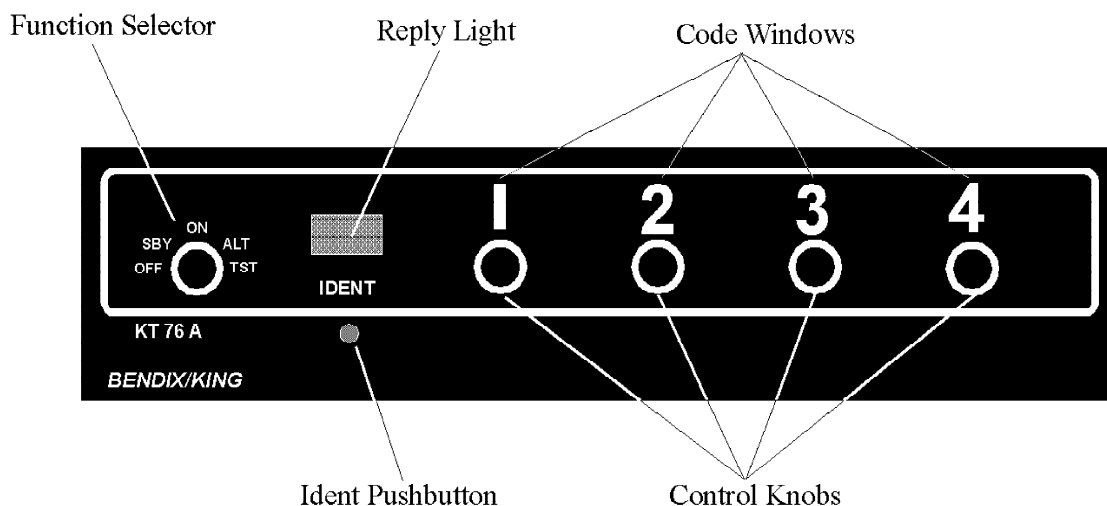 Function Selector
Reply Light
Code Windows
1 2 3 4
ON
SBY
ALT
OFF
TST
IDENT
KT 76 A
BENDIX/KING
Ident Pushbutton
Control Knobs